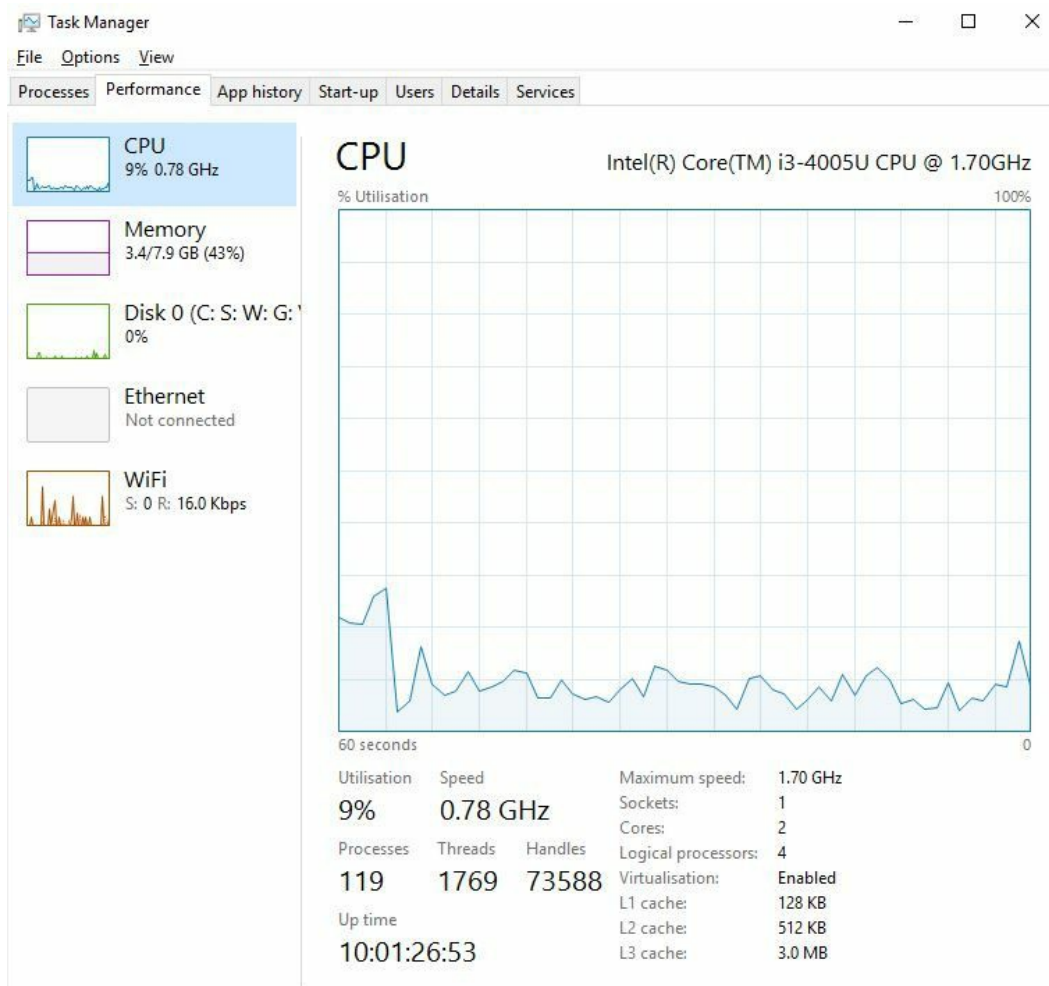 Task Manager
File Options View
Processes Performance App history Start-up Users Details Services
CPU
9% 0.78 GHz
Memory
3.4/7.9 GB (43%)
Disk 0 (C: S: W: G:
0%
Ethernet
Not connected
WiFi
S: 0 R: 16.0 Kbps
CPU Intel(R) Core(TM) i3-4005U CPU @ 1.70GHz
% Utilisation 100%
60 seconds 0
Utilisation Speed
9% 0.78 GHz
Processes Threads Handles
119 1769 73588
Up time
10:01:26:53
Maximum speed: 1.70 GHz
Sockets: 1
Cores: 2
Logical processors: 4
Virtualisation: Enabled
L1 cache: 128 KB
L2 cache: 512 KB
L3 cache: 3.0 MB